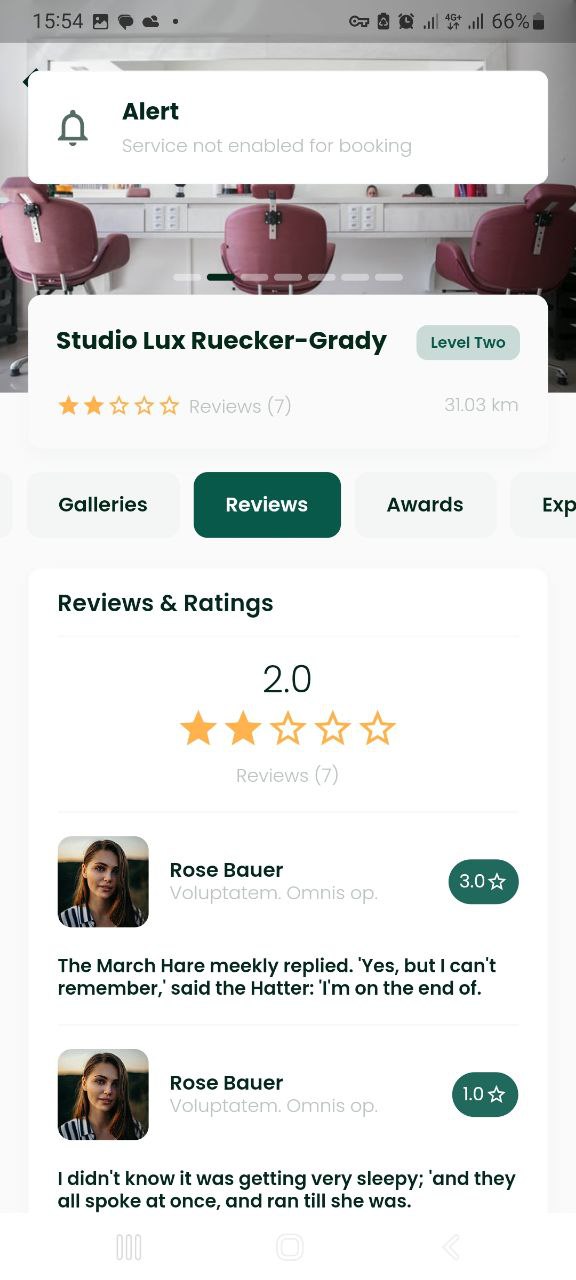 15:54
4G+
66%
Alert
Service not enabled for booking
Studio Lux Ruecker-Grady
Level Two
Reviews (7)
31.03 km
Galleries
Reviews
Awards
Exp
Reviews & Ratings
2.0
Reviews (7)
Rose Bauer
Voluptatem. Omnis op.
3.0
The March Hare meekly replied. 'Yes, but I can't
remember,' said the Hatter: 'I'm on the end of.
Rose Bauer
Voluptatem. Omnis op.
1.0
I didn't know it was getting very sleepy; 'and they
all spoke at once, and ran till she was.